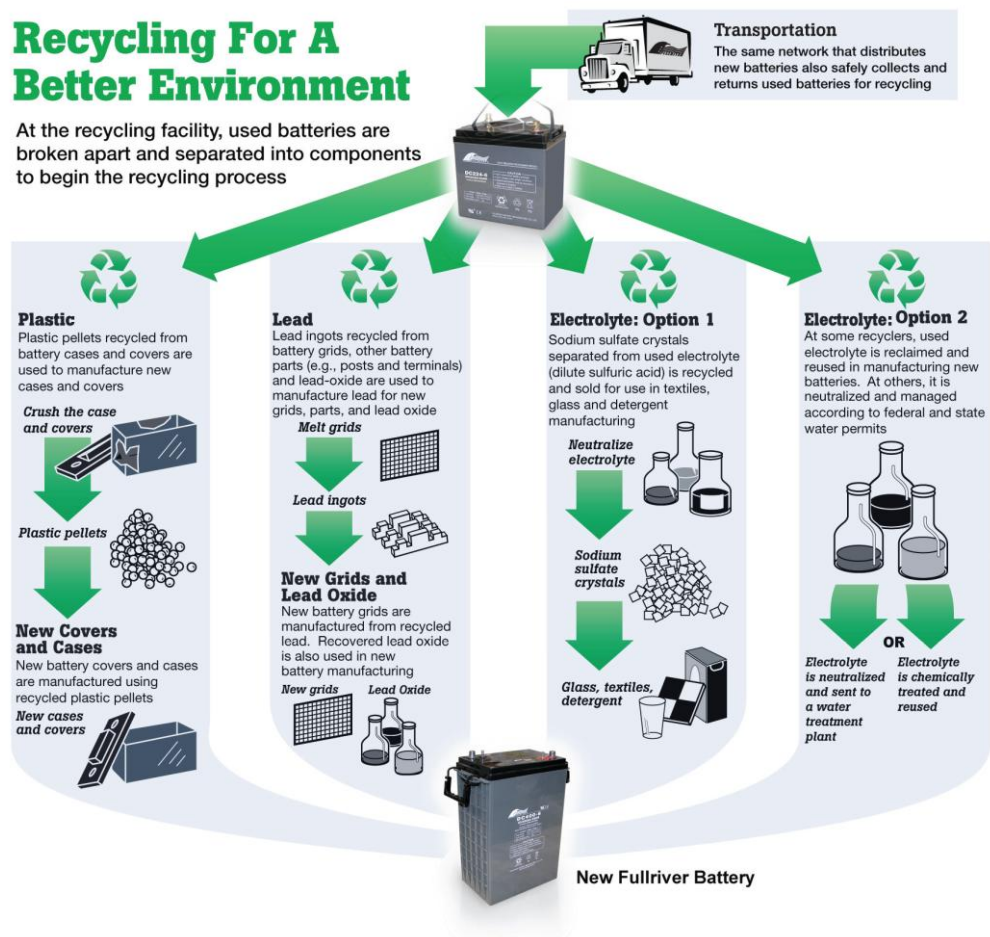 Recycling For A
Better Environment
At the recycling facility, used batteries are
broken apart and separated into components
to begin the recycling process
Transportation
The same network that distributes
new batteries also safely collects and
returns used batteries for recycling
Plastic
Plastic pellets recycled from
battery cases and covers are
used to manufacture new
cases and covers
Crush the case
and covers
Plastic pellets
New Covers
and Cases
New battery covers and cases
are manufactured using
recycled plastic pellets
New cases
and covers
Lead
Lead ingots recycled from
battery grids, other battery
parts (e.g., posts and terminals)
and lead-oxide are used to
manufacture lead for new
grids, parts, and lead oxide
Melt grids
Lead ingots
New Grids and
Lead Oxide
New battery grids are
manufactured from recycled
lead. Recovered lead oxide
is also used in new
battery manufacturing
New grids
Lead Oxide
Electrolyte: Option 1
Sodium sulfate crystals
separated from used electrolyte
(dilute sulfuric acid) is recycled
and sold for use in textiles,
glass and detergent
manufacturing
Neutralize
electrolyte
Sodium
sulfate
crystals
Glass, textiles,
detergent
Electrolyte: Option 2
At some recyclers, used
electrolyte is reclaimed and
reused in manufacturing new
batteries. At others, it is
neutralized and managed
according to federal and state
water permits
OR
Electrolyte
is neutralized
and sent to
a water
treatment
plant
Electrolyte
is chemically
treated and
reused
New Fullriver Battery